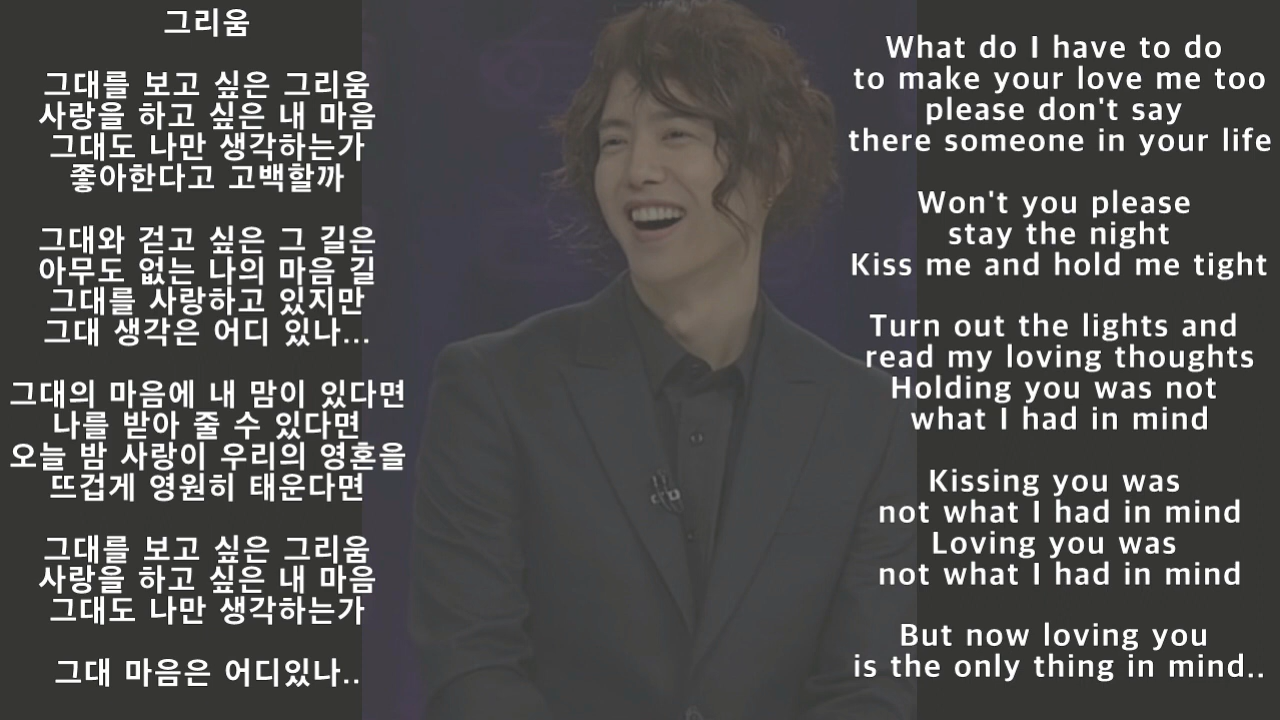 그리움
그대를 보고 싶은 그리움
사랑을 하고 싶은 내 마음
그대도 나만 생각하는가
좋아한다고 고백할까
그대와 걷고 싶은 그 길은
아무도 없는 나의 마음 길
그대를 사랑하고 있지만
그대 생각은 어디 있나...
그대의 마음에 내 맘이 있다면
나를 받아 줄 수 있다면
오늘 밤 사랑이 우리의 영혼을
뜨겁게 영원히 태운다면
그대를 보고 싶은 그리움
사랑을 하고 싶은 내 마음
그대도 나만 생각하는가
그대 마음은 어디있나..
What do I have to do
to make your love me too
please don't say
there someone in your life
Won't you please
stay the night
Kiss me and hold me tight
Turn out the lights and
read my loving thoughts
Holding you was not
what I had in mind
Kissing you was
not what I had in mind
Loving you was
not what I had in mind
But now loving you
is the only thing in mind..